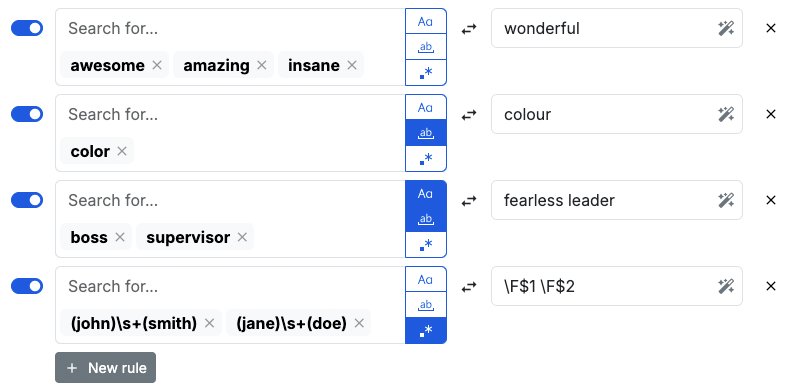 Search for...
Aa
awesome × amazing × insane ×
ab
.*
wonderful
×
Search for...
Aa
color ×
ab
.*
colour
×
Search for...
Aa
boss × supervisor ×
ab
.*
fearless leader
×
Search for...
Aa
(john)\s+(smith) × (jane)\s+(doe) ×
ab
.*
\F$1 \F$2
×
+ New rule